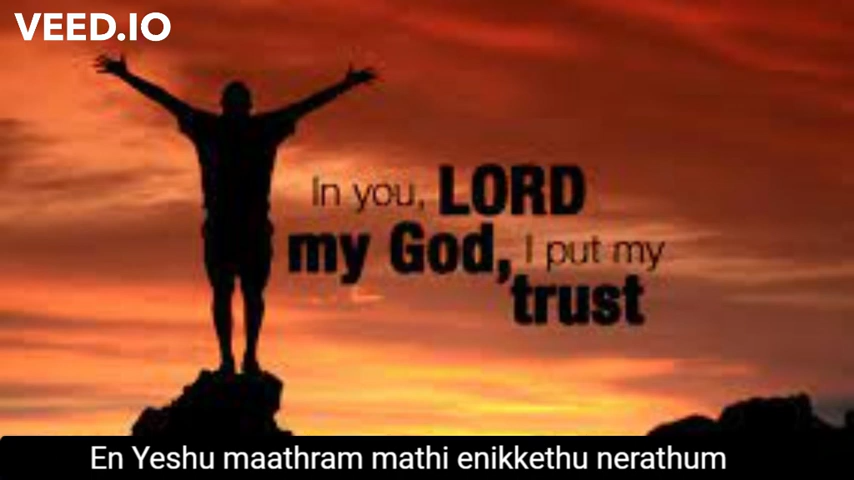 VEED.IO
In you, LORD
my God, I put my
trust
En Yeshu maathram mathi enikkethu nerathum